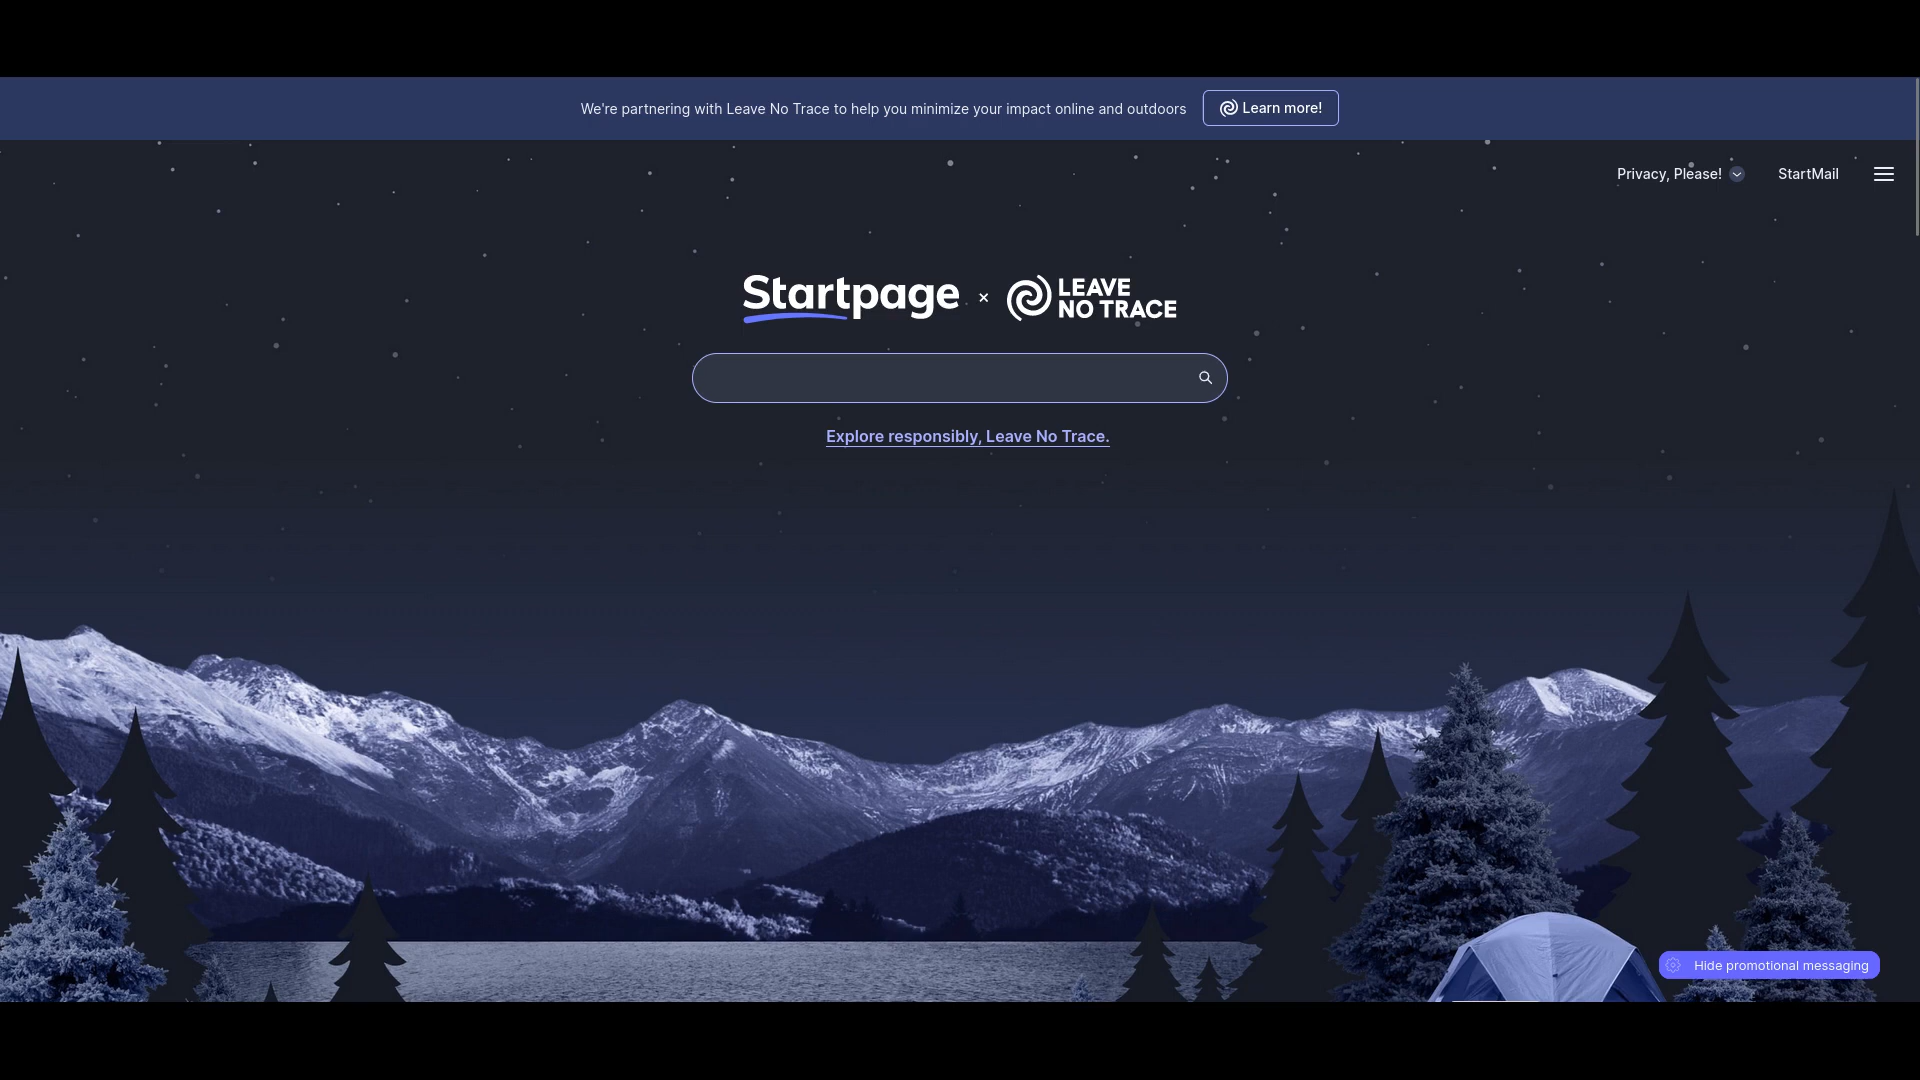 We're partnering with Leave No Trace to help you minimize your impact online and outdoors
Learn more!
Privacy, Please!
StartMail
Startpage × LEAVE NO TRACE
Explore responsibly, Leave No Trace.
Hide promotional messaging